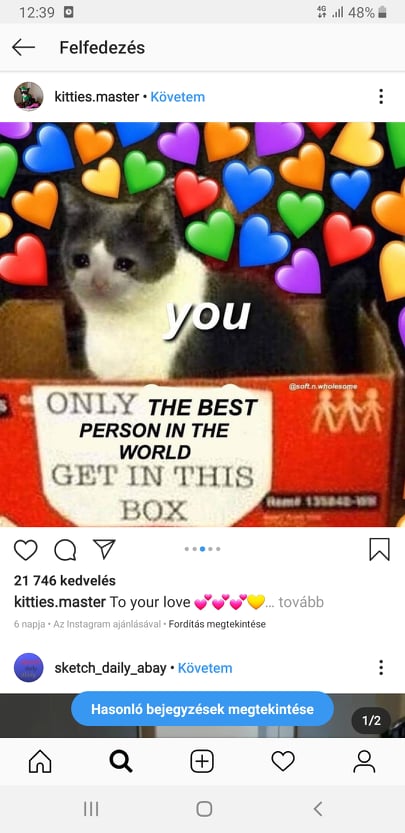 12:39 4G 48%
Felfedezés
kitties.master • Követem
you
@soft.n.wholesome
ONLY THE BEST
PERSON IN THE
WORLD
GET IN THIS
BOX
21 746 kedvelés
kitties.master To your love 💕💕💕💛... tovább
6 napja • Az Instagram ajánlásával • Fordítás megtekintése
sketch_daily_abay • Követem
Hasonló bejegyzések megtekintése
1/2